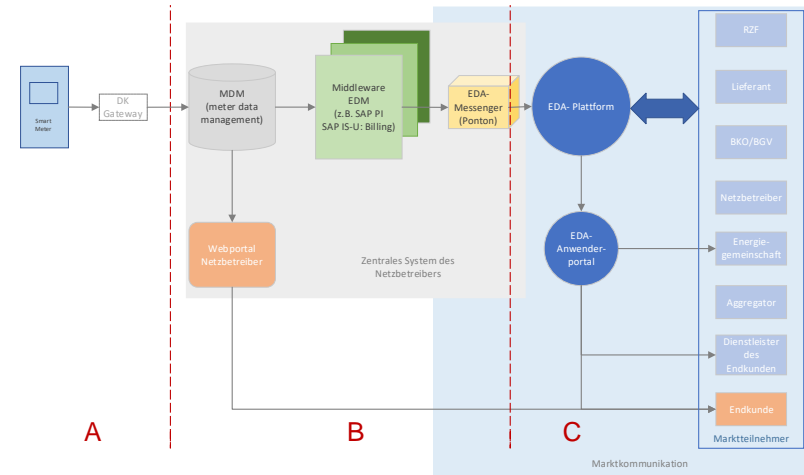 Smart
Meter
DK
Gateway
MDM
(meter data
management)
Middleware
EDM
(z.B. SAP PI
SAP IS-U: Billing)
EDA-
Messenger
(Ponton)
EDA- Plattform
Webportal
Netzbetreiber
Zentrales System des
Netzbetreibers
EDA-
Anwender-
portal
RZF
Lieferant
BKO/BGV
Netzbetreiber
Energie-
gemeinschaft
Aggregator
Dienstleister
des
Endkunden
Endkunde
Marktteilnehmer
A
B
C
Marktkommunikation